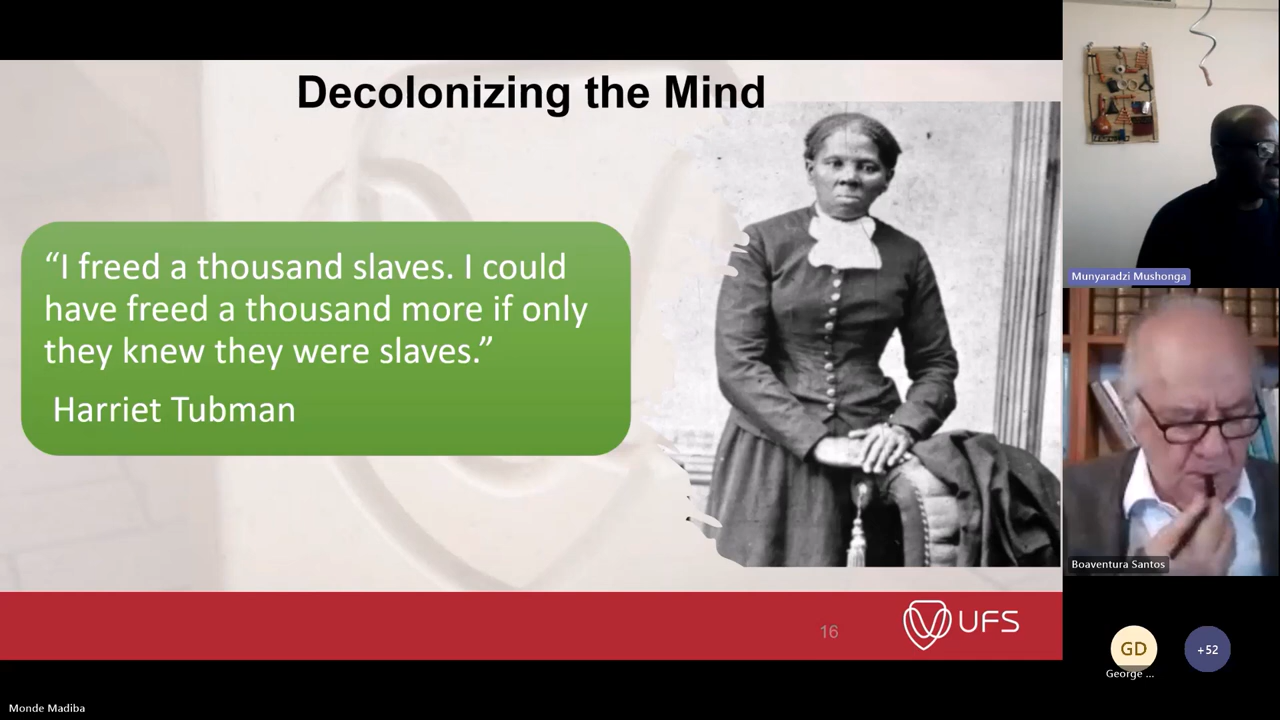 Decolonizing the Mind
“I freed a thousand slaves. I could
have freed a thousand more if only
they knew they were slaves.”
Harriet Tubman
16
UFS
Munyaradzi Mushonga
Boaventura Santos
GD
George ...
+52
Monde Madiba